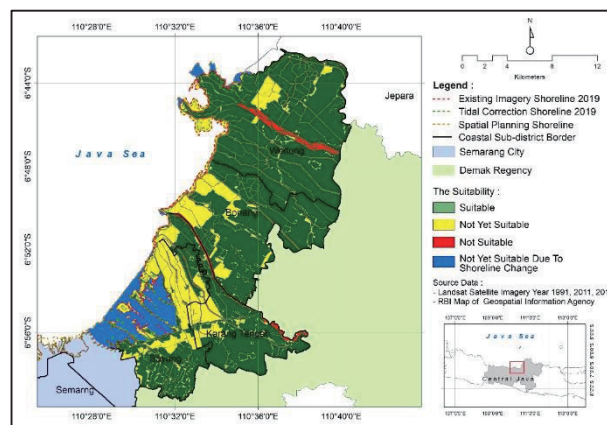 110°28'0"E 110°32'0"E 110°36'0"E 110°40'0"E
6°4'0"S
6°48'0"S
6°52'0"S
6°56'0"S
Jepara
Java Sea
Wedung
Bonang
Karang Tengah
Sayung
Semarng
110°28'0"E 110°32'0"E 110°36'0"E 110°40'0"E
N
0 2 4 8 12
Kilometers
Legend :
Existing Imagery Shoreline 2019
Tidal Correction Shoreline 2019
Spatial Planning Shoreline
Coastal Sub-district Border
Semarang City
Demak Regency
The Suitability
Suitable
Not Yet Suitable
Not Suitable
Not Yet Suitable Due To
Shoreline Change
Source Date :
- Landsat Satellite Imagery Year 1991, 2011, 201
- RBI Map of Geospatial Information Agency
Java Sea
Central Java